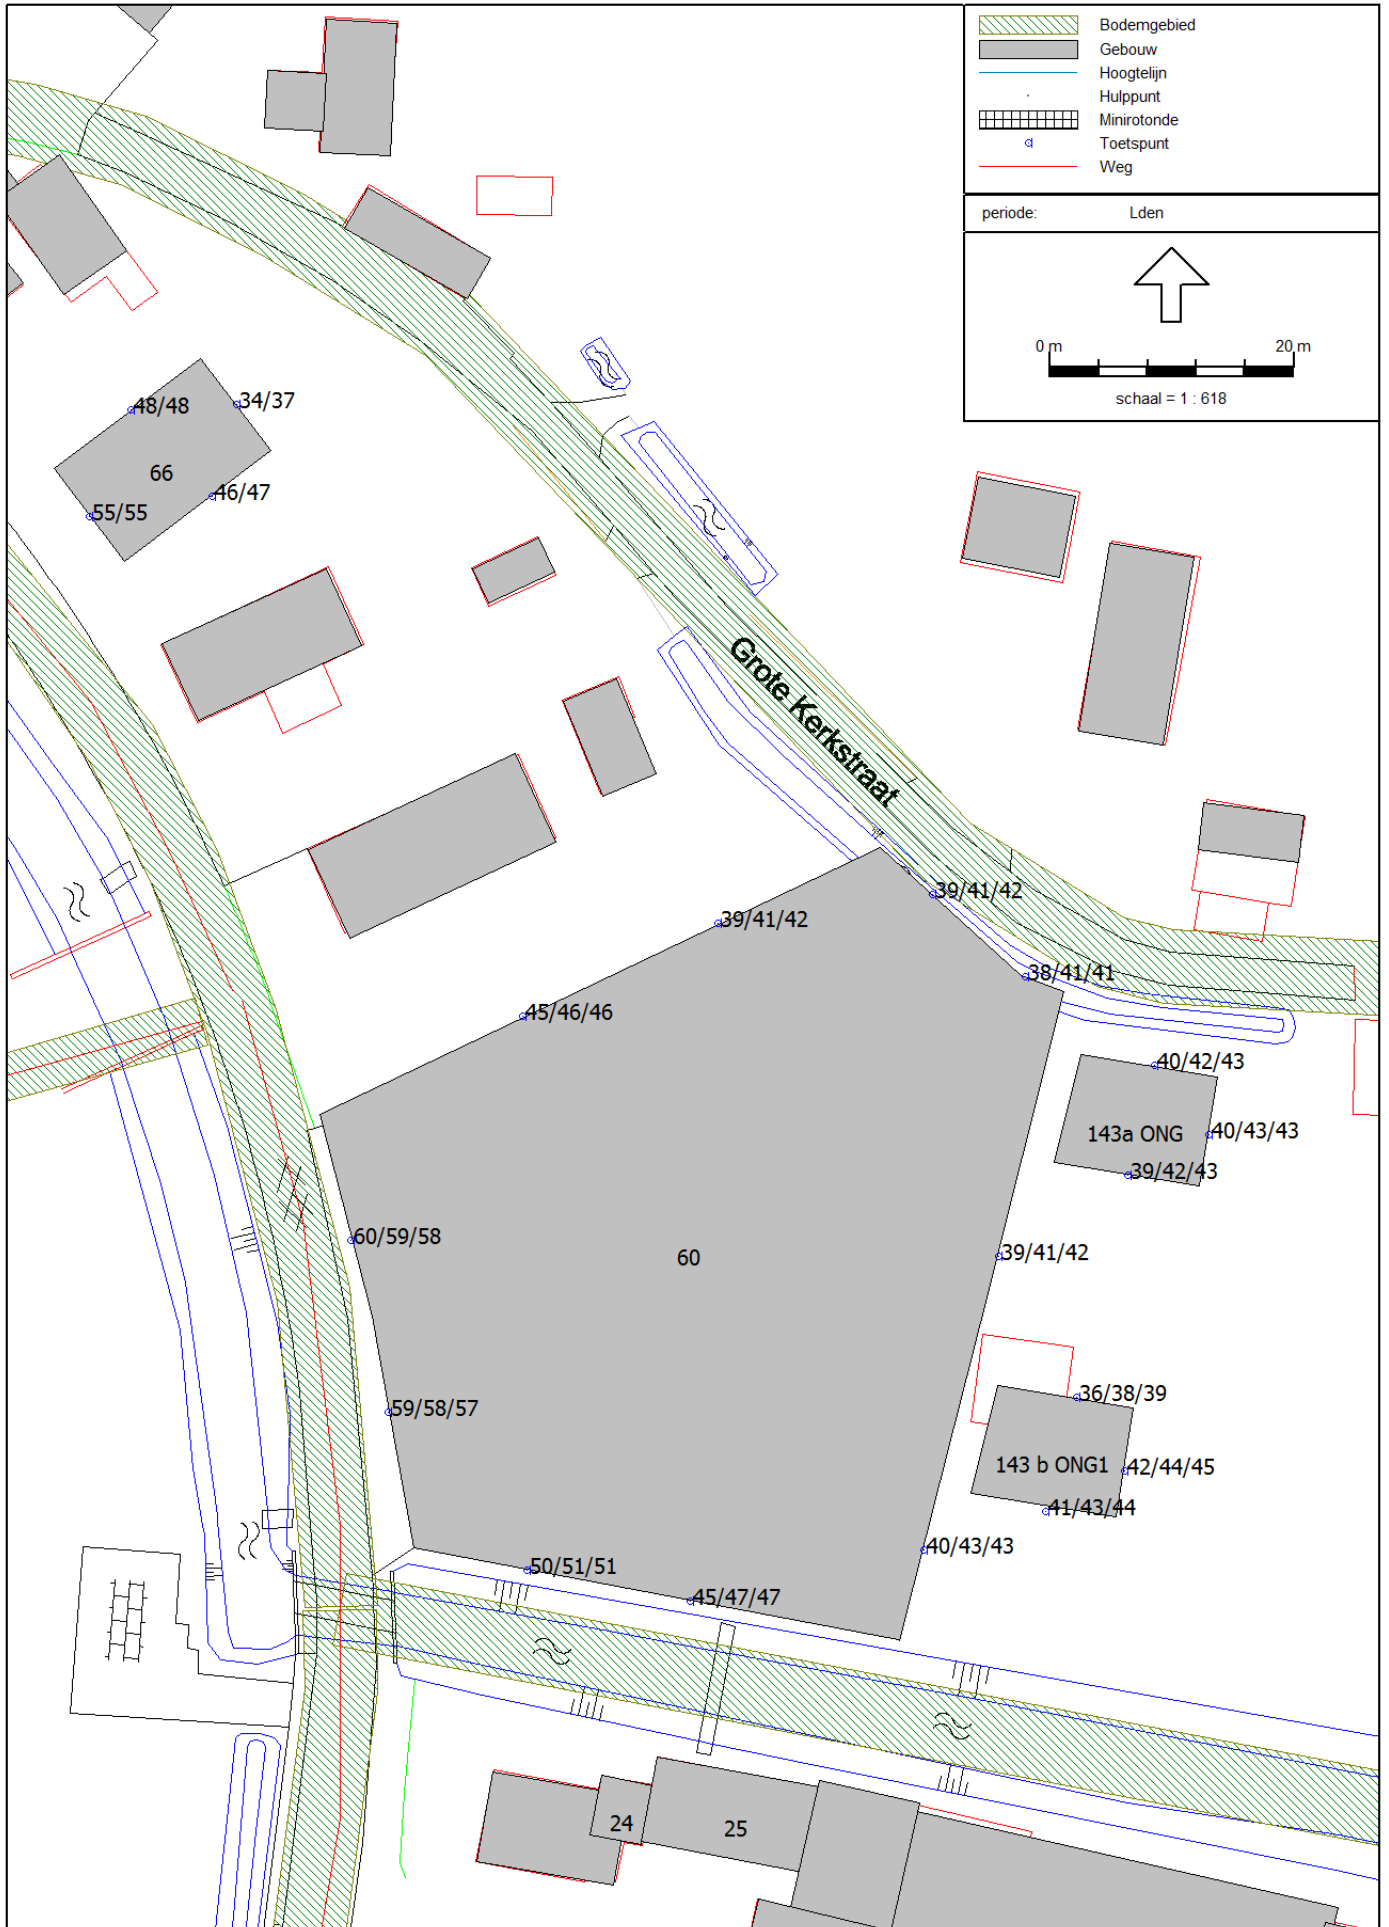 Bodemgebied
Gebouw
Hoogtelijn
Hulppunt
Minirotonde
Toetspunt
Weg
periode: Lden
0 m 20 m
schaal = 1 : 618
48/48
34/37
66
46/47
55/55
Grote Kerkstraat
39/41/42
39/41/42
38/41/41
45/46/46
40/42/43
143a ONG
40/43/43
39/42/43
60/59/58
60
39/41/42
36/38/39
59/58/57
143 b ONG1
42/44/45
41/43/44
40/43/43
50/51/51
45/47/47
24
25